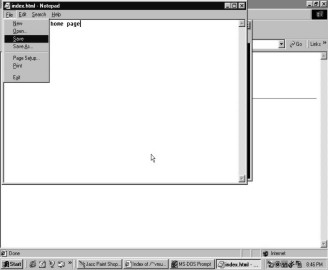 index.html - Notepad
File Edit Search Help
New
Open...
Save
Save As...
Page Setup...
Print
Exit
home page
Go
Links »
Done
Internet
Start
Jasc Paint Shop...
Index of /~
MS-DOS Prompt
index.html - ...
8:46 PM